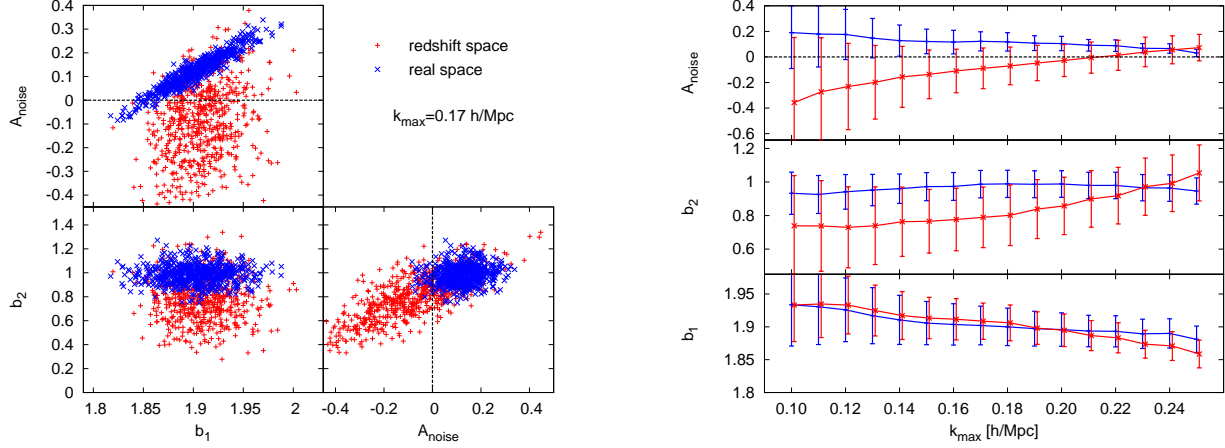 0.4
0.3
0.2
0.1
0
-0.1
-0.2
-0.3
-0.4
A_noise
+ redshift space
× real space
k_max=0.17 h/Mpc
1.4
1.2
1
0.8
0.6
0.4
0.2
0
b_2
1.8 1.85 1.9 1.95 2
b_1
-0.4 -0.2 0 0.2 0.4
A_noise
0.4
0.2
0
-0.2
-0.4
-0.6
A_noise
1.2
1
0.8
0.6
b_2
1.95
1.9
1.85
1.8
b_1
0.10 0.12 0.14 0.16 0.18 0.20 0.22 0.24
k_max [h/Mpc]